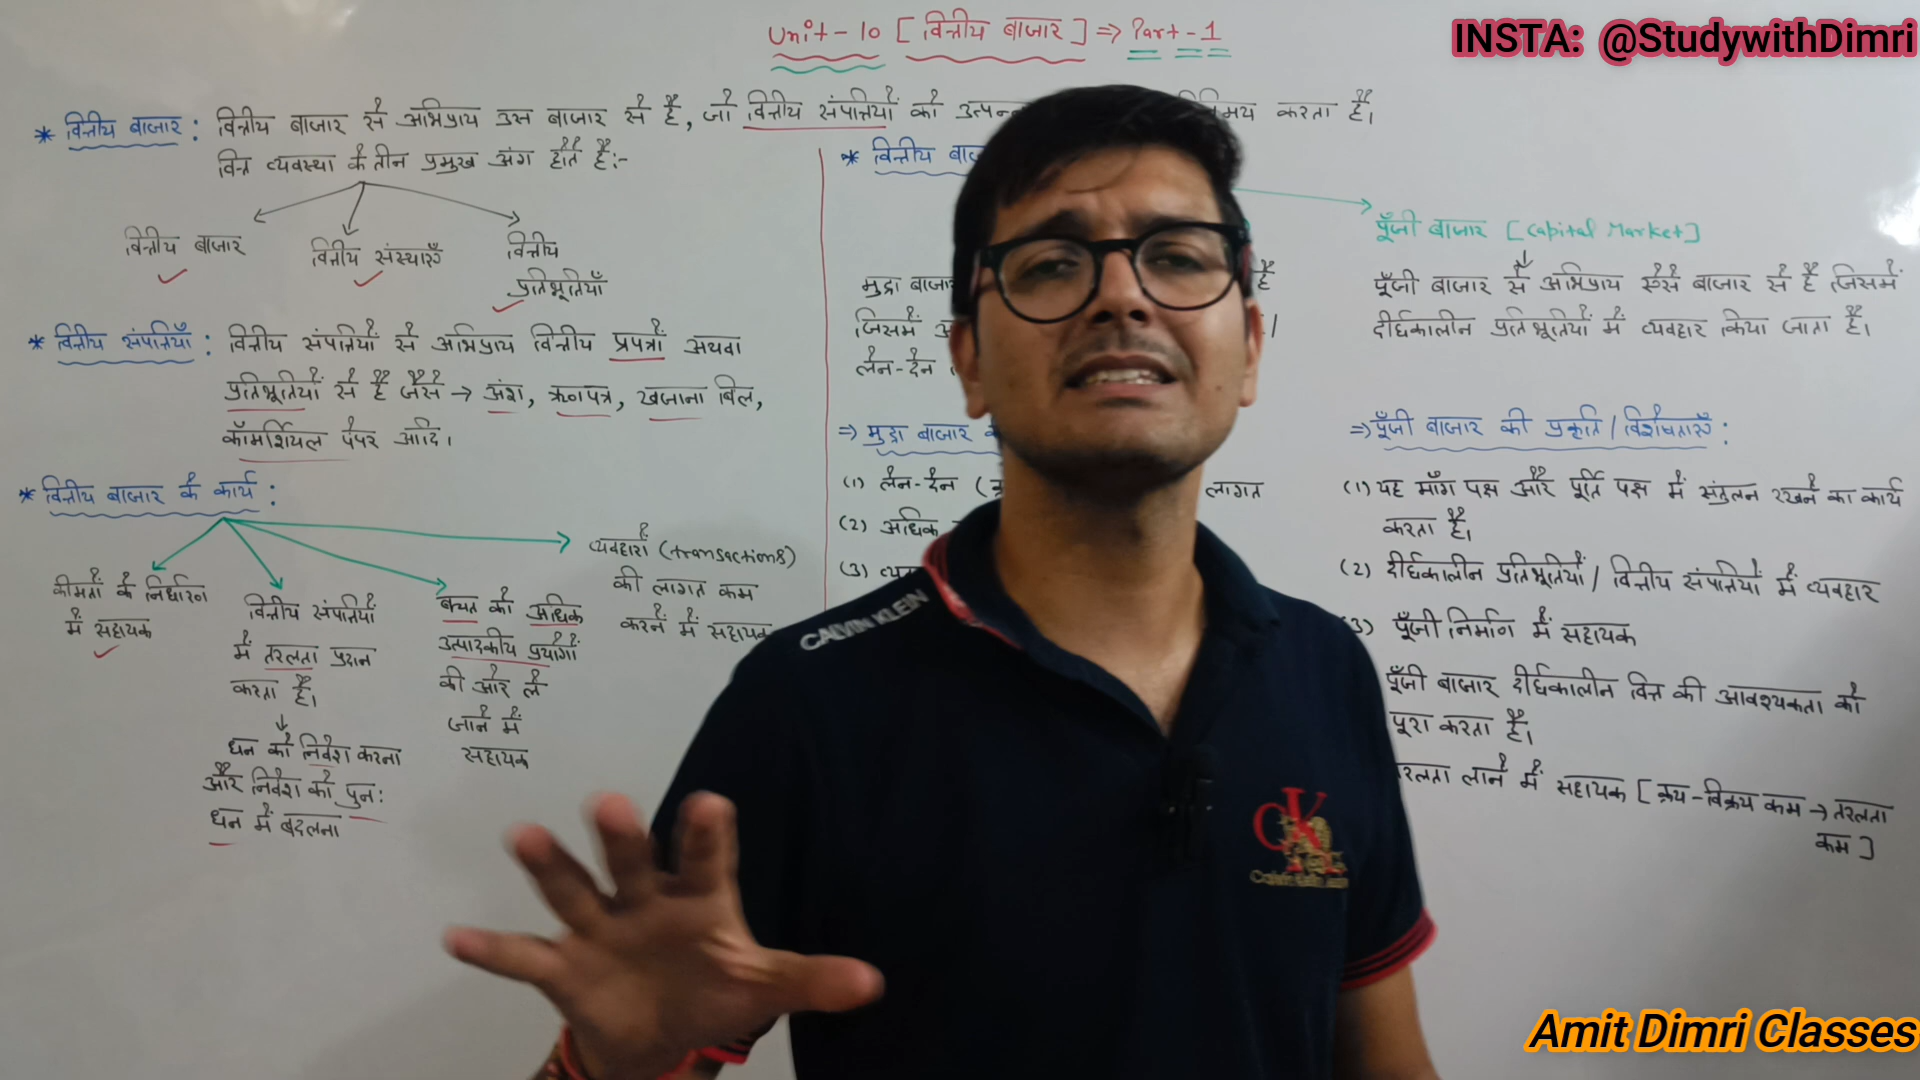 INSTA: @StudywithDimri
Unit-10 [वित्तीय बाजार] => Part-1
* वित्तीय बाजार : वित्तीय बाजार से अभिप्राय उस बाजार से है, जो वित्तीय संपत्तियों को करता है।
वित्त व्यवस्था के तीन प्रमुख अंग होते हैं:-
वित्तीय बाजार
वित्तीय संस्थाएँ
वित्तीय
प्रतिभूतियाँ
* वित्तीय संपत्तियाँ : वित्तीय संपत्तियों से अभिप्राय वित्तीय प्रपत्रों अथवा
प्रतिभूतियों से है जैसे → अंश, ऋणपत्र, खजाना बिल,
कॉमर्शियल पेपर आदि।
* वित्तीय बाजार के कार्य :
कीमतों के निर्धारण
में सहायक
वित्तीय संपत्तियों
में तरलता प्रदान
करता है।
↓
धन को निवेश करना
और निवेश को पुनः
धन में बदलना
बचत को अधिक
उत्पादकीय प्रयोगों
की ओर ले
जाने में
सहायक
व्यवहारों (transactions)
की लागत कम
करने में सहायक
* वित्तीय
मुद्रा बाजार
है
जिसमें
लेन-देन
=> मुद्रा बाजार
(1) लेन-देन लागत
(2) अधिक
(3)
पूँजी बाजार [Capital Market]
↓
पूँजी बाजार से अभिप्राय ऐसे बाजार से है जिसमें
दीर्घकालीन प्रतिभूतियों में व्यवहार किया जाता है।
=> पूँजी बाजार की प्रकृति / विशेषताएँ :
(1) यह माँग पक्ष और पूर्ति पक्ष में संतुलन रखने का कार्य
करता है।
(2) दीर्घकालीन प्रतिभूतियों / वित्तीय संपत्तियों में व्यवहार
3) पूँजी निर्माण में सहायक
पूँजी बाजार दीर्घकालीन वित्त की आवश्यकता को
पूरा करता है।
लाने में सहायक [क्रय-विक्रय कम → तरलता
कम]
CALVIN KLEIN
CK
Amit Dimri Classes